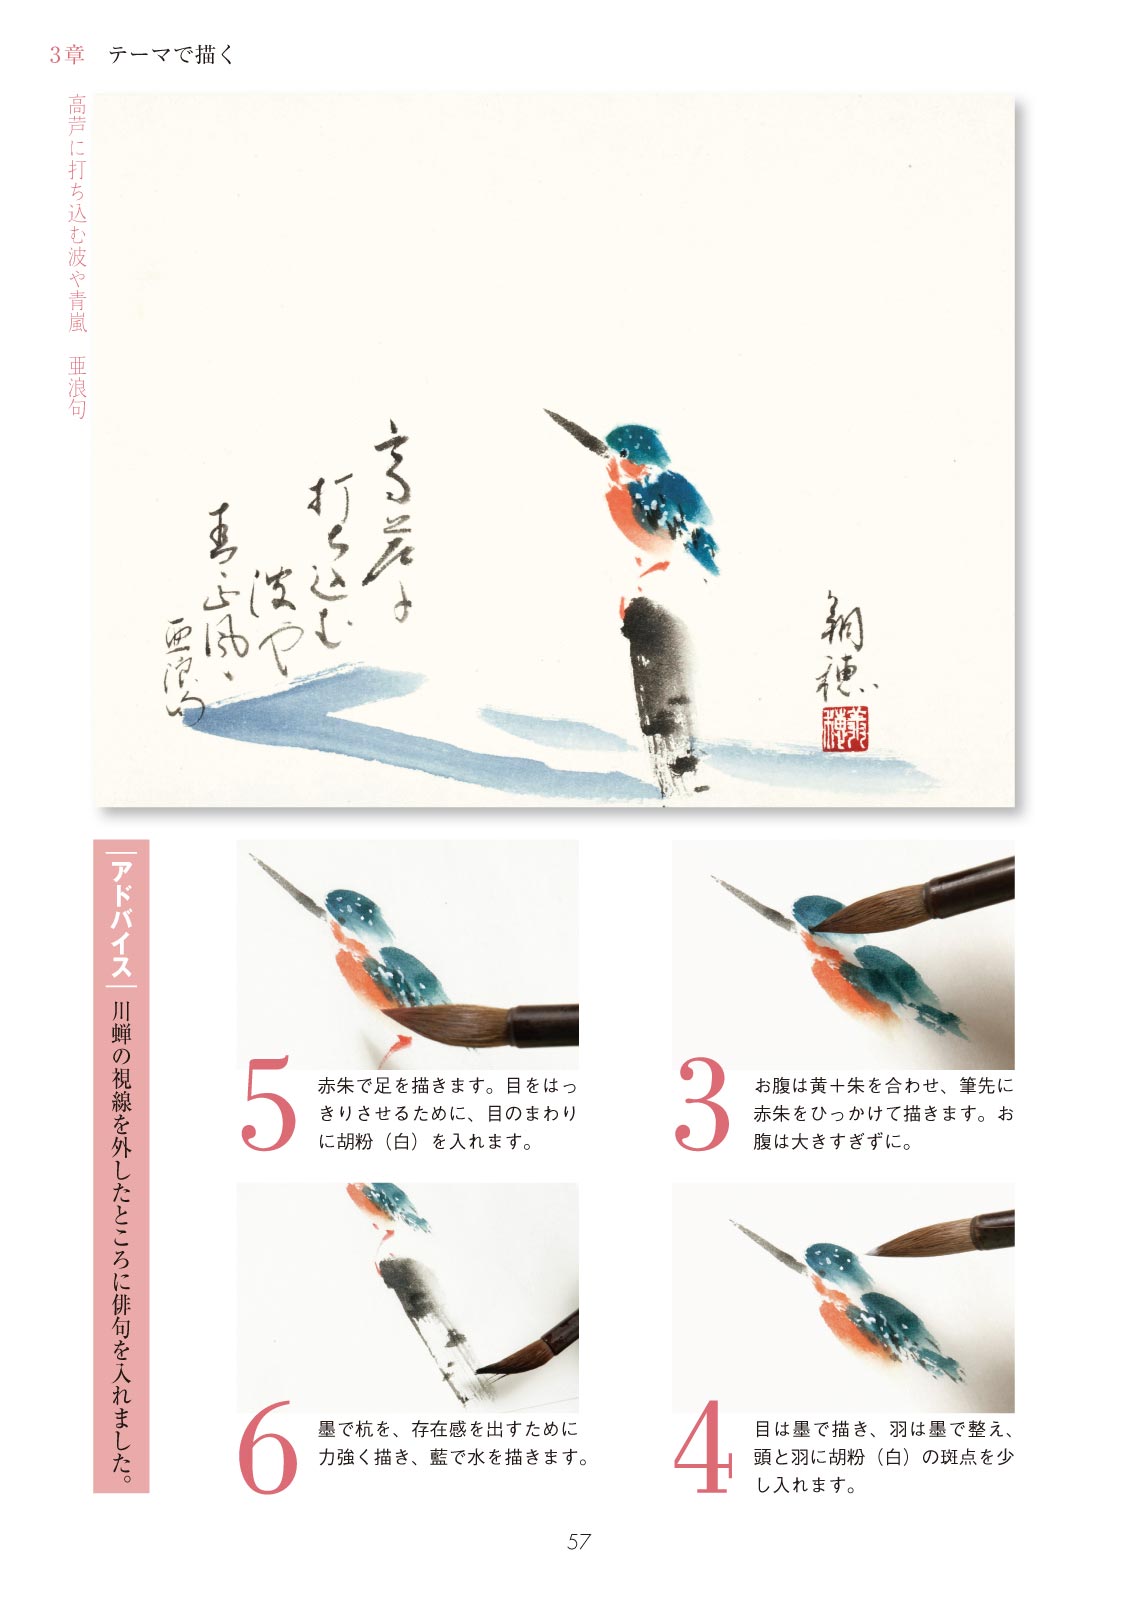 3章　テーマで描く
高芦に打ち込む波や青嵐　亜浪句
高芦に
打ち込む
波や
青嵐
亜浪句
翱穂
3
お腹は黄＋朱を合わせ、筆先に
赤朱をひっかけて描きます。お
腹は大きすぎずに。
4
目は墨で描き、羽は墨で整え、
頭と羽に胡粉（白）の斑点を少
し入れます。
5
赤朱で足を描きます。目をはっ
きりさせるために、目のまわり
に胡粉（白）を入れます。
6
墨で杭を、存在感を出すために
力強く描き、藍で水を描きます。
アドバイス　川蝉の視線を外したところに俳句を入れました。
57